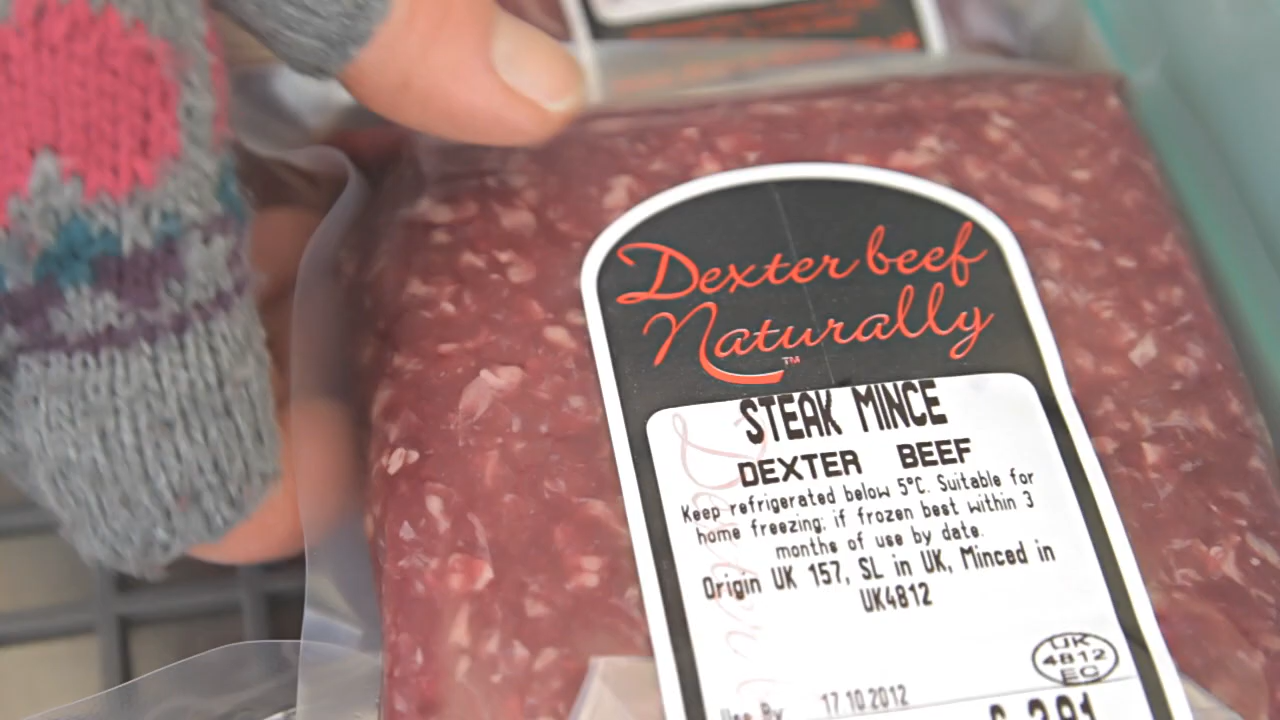 Dexter beef
Naturally
TM
STEAK MINCE
DEXTER BEEF
Keep refrigerated below 5°C. Suitable for
home freezing: if frozen best within 3
months of use by date.
Origin UK 157, SL in UK, Minced in
UK4812
UK
4812
EC
Use By 17.10.2012